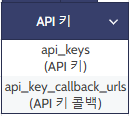 API 키
api_keys
(API 키)
api_key_callback_urls
(API 키 콜백)